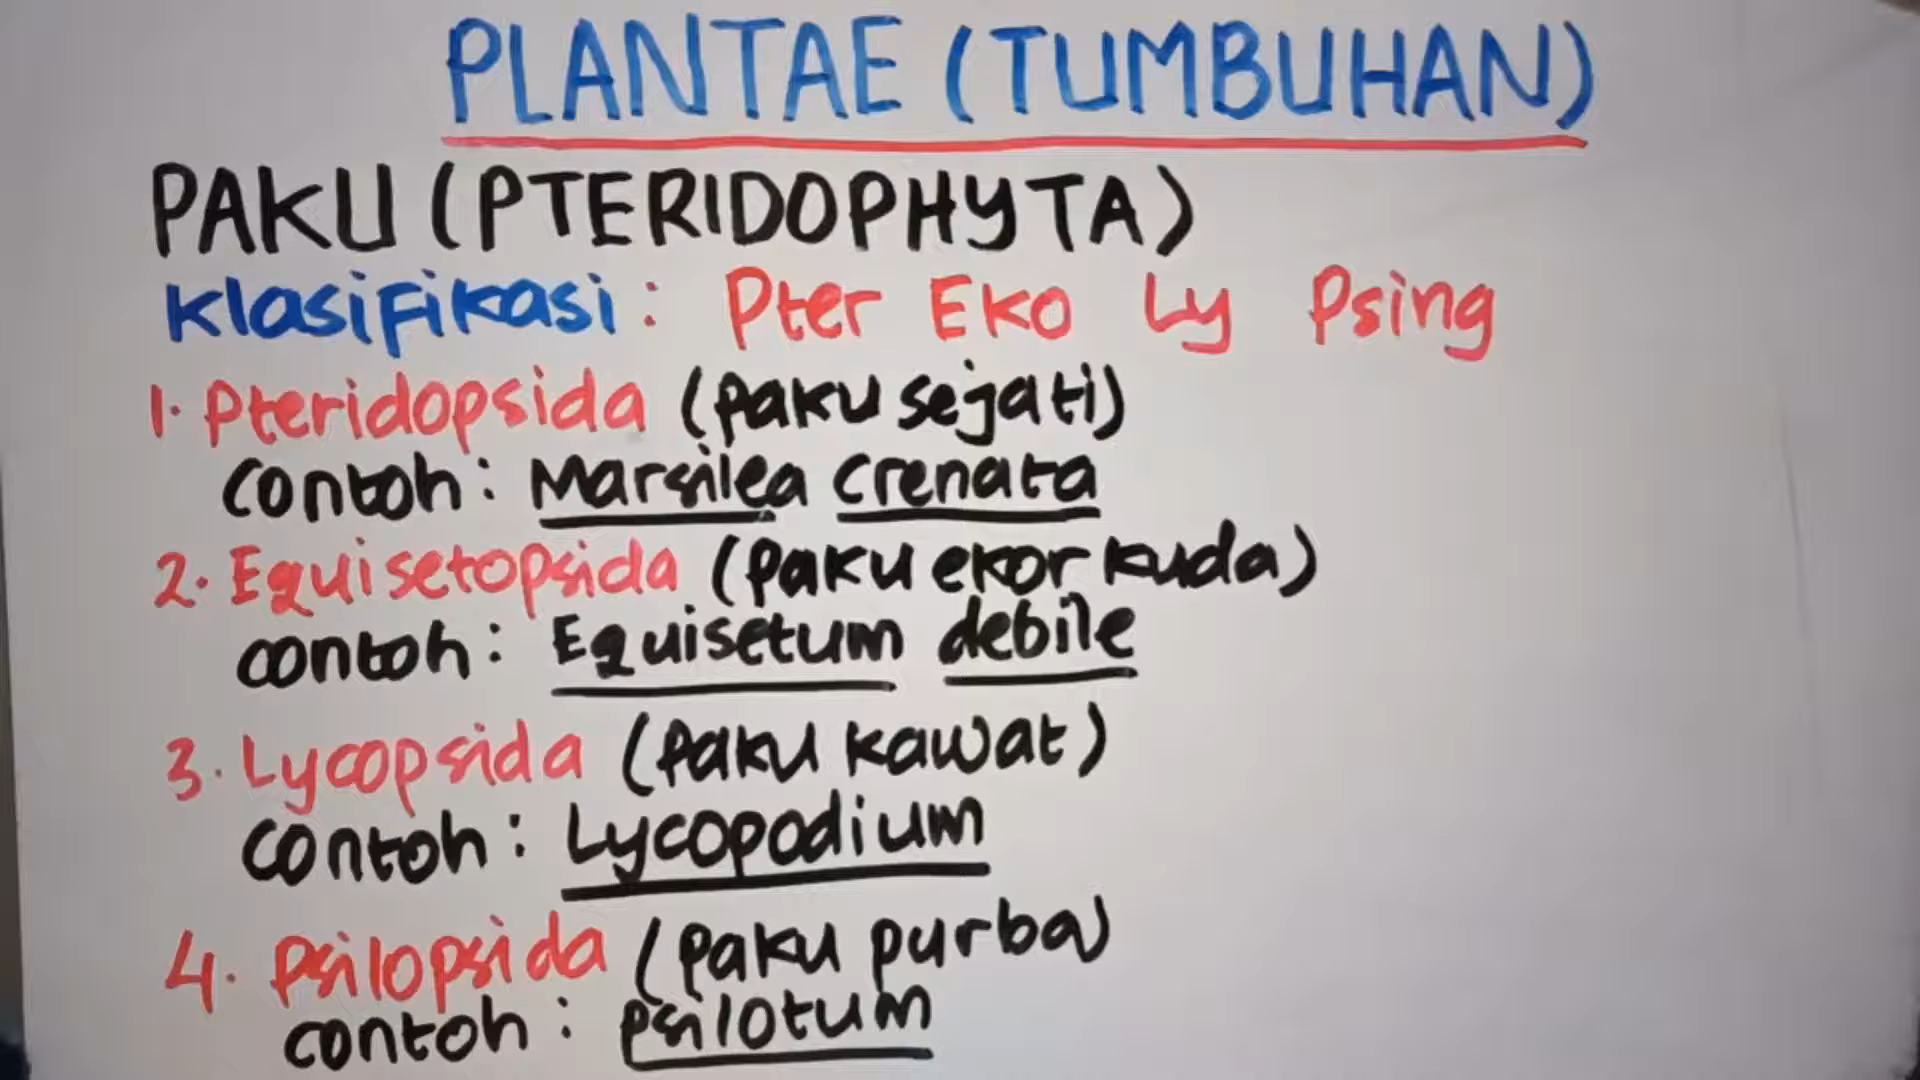 PLANTAE (TUMBUHAN)
PAKU (PTERIDOPHYTA)
Klasifikasi : Pter Eko Ly Psing
1. Pteridopsida (paku sejati)
contoh : Marsilea crenata
2. Equisetopsida (paku ekor kuda)
contoh : Equisetum debile
3. Lycopsida (paku kawat)
contoh : Lycopodium
4. Psilopsida (paku purba)
contoh : psilotum